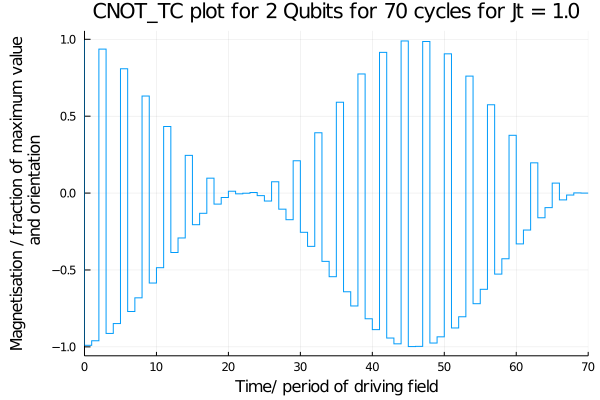 CNOT_TC plot for 2 Qubits for 70 cycles for Jt = 1.0
Magnetisation / fraction of maximum value
and orientation
1.0
0.5
0.0
−0.5
−1.0
0 10 20 30 40 50 60 70
Time/ period of driving field